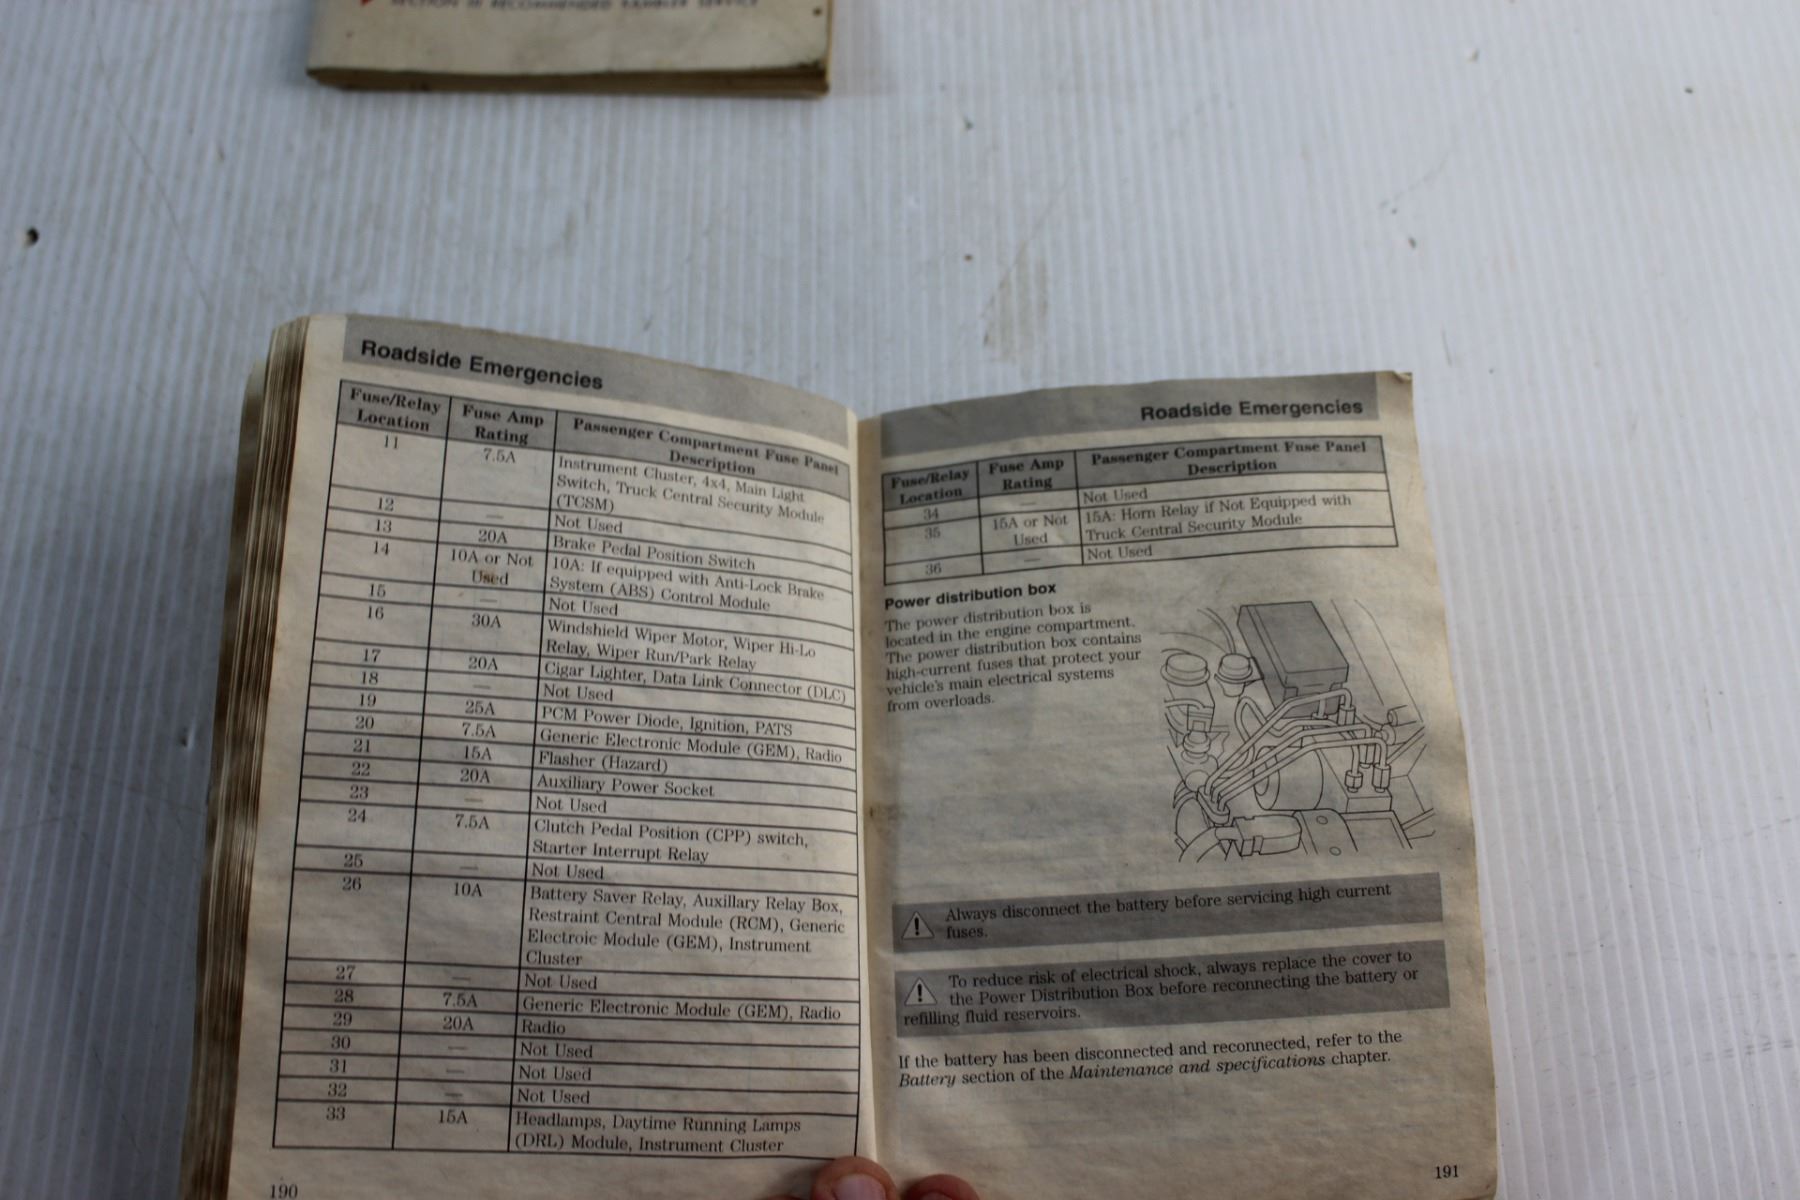 SECTION III RECOMMENDED RAMBLER SERVICE
Roadside Emergencies
Fuse/Relay Location Fuse Amp Rating Passenger Compartment Fuse Panel Description
11 7.5A Instrument Cluster, 4x4, Main Light
Switch, Truck Central Security Module
(TCSM)
12 — Not Used
13 20A Brake Pedal Position Switch
14 10A or Not Used 10A: If equipped with Anti-Lock Brake
System (ABS) Control Module
15 — Not Used
16 30A Windshield Wiper Motor, Wiper Hi-Lo
Relay, Wiper Run/Park Relay
17 20A Cigar Lighter, Data Link Connector (DLC)
18 — Not Used
19 25A PCM Power Diode, Ignition, PATS
20 7.5A Generic Electronic Module (GEM), Radio
21 15A Flasher (Hazard)
22 20A Auxiliary Power Socket
23 — Not Used
24 7.5A Clutch Pedal Position (CPP) switch,
Starter Interrupt Relay
25 — Not Used
26 10A Battery Saver Relay, Auxillary Relay Box,
Restraint Central Module (RCM), Generic
Electroic Module (GEM), Instrument
Cluster
27 — Not Used
28 7.5A Generic Electronic Module (GEM), Radio
29 20A Radio
30 — Not Used
31 — Not Used
32 — Not Used
33 15A Headlamps, Daytime Running Lamps
(DRL) Module, Instrument Cluster
190
Roadside Emergencies
Fuse/Relay Location Fuse Amp Rating Passenger Compartment Fuse Panel Description
34 — Not Used
35 15A or Not Used 15A: Horn Relay if Not Equipped with
Truck Central Security Module
36 — Not Used
Power distribution box
The power distribution box is
located in the engine compartment.
The power distribution box contains
high-current fuses that protect your
vehicle's main electrical systems
from overloads.
Always disconnect the battery before servicing high current
fuses.
To reduce risk of electrical shock, always replace the cover to
the Power Distribution Box before reconnecting the battery or
refilling fluid reservoirs.
If the battery has been disconnected and reconnected, refer to the
Battery section of the Maintenance and specifications chapter.
191